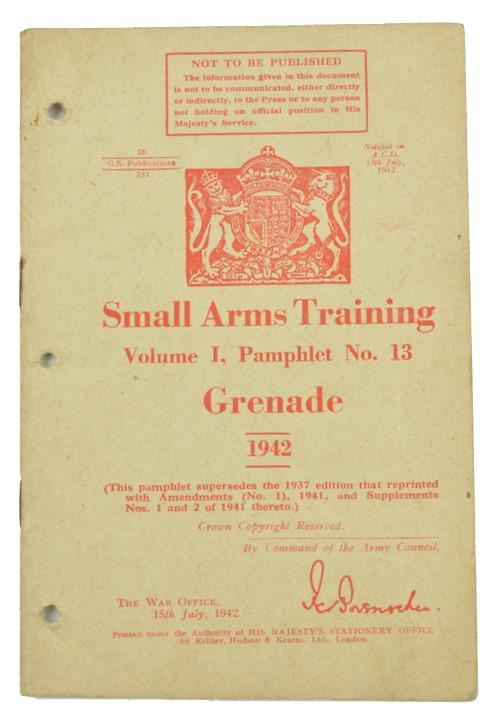 NOT TO BE PUBLISHED
The information given in this document
is not to be communicated, either directly
or indirectly, to the Press or to any person
not holding an official position in His
Majesty's Service.
26
G.S. Publications
733
Notified in
A.C.Is.
15th July,
1942
Small Arms Training
Volume I, Pamphlet No. 13
Grenade
1942
(This pamphlet supersedes the 1937 edition that reprinted
with Amendments (No. 1), 1941, and Supplements
Nos. 1 and 2 of 1941 thereto.)
Crown Copyright Reserved.
By Command of the Army Council,
THE WAR OFFICE,
15th July, 1942
Printed under the Authority of HIS MAJESTY'S STATIONERY OFFICE
by Keliher, Hudson & Kearns, Ltd., London.